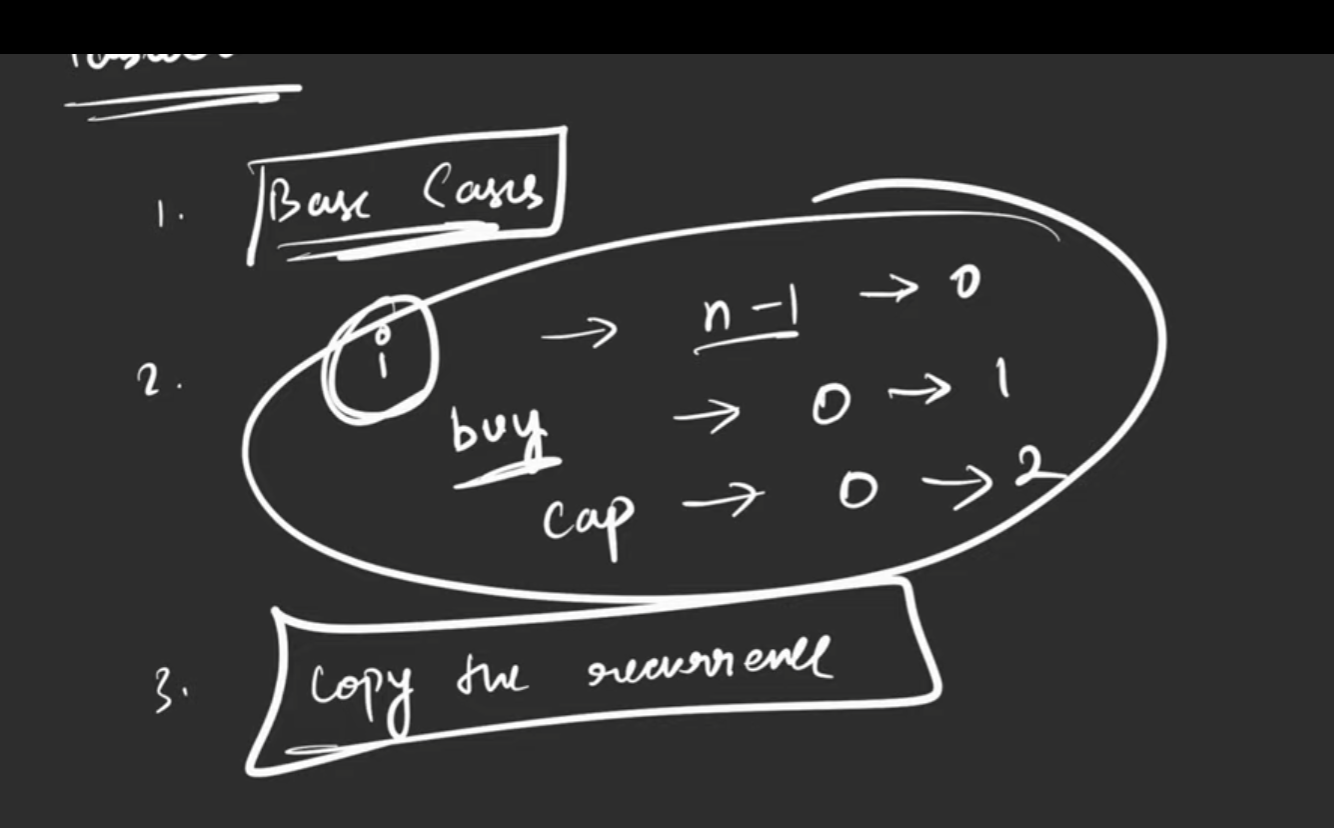 1. Base Cases
2. i → n-1 → 0
buy → 0 → 1
cap → 0 → 2
3. Copy the recurrence